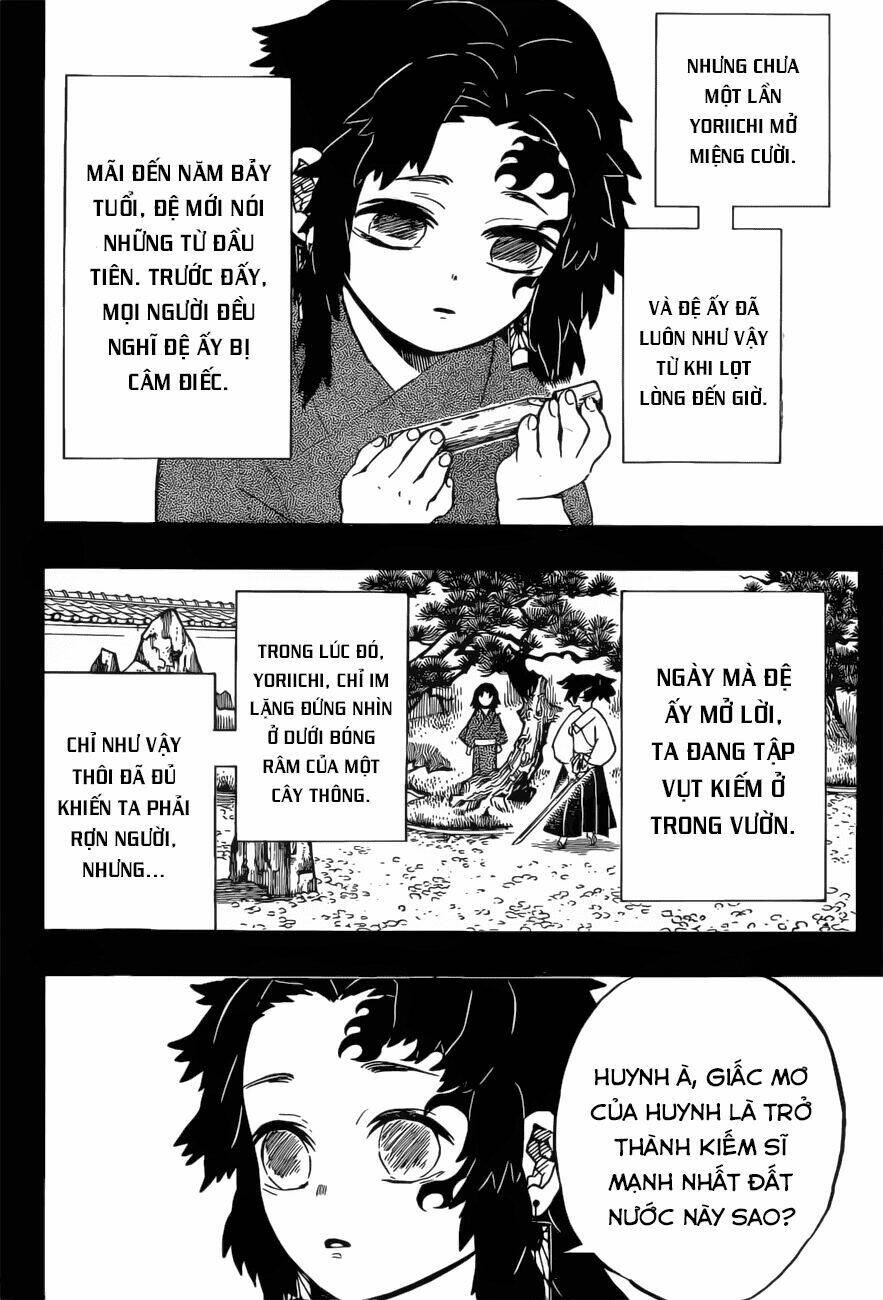 NHƯNG CHƯA
MỘT LẦN
YORIICHI MỞ
MIỆNG CƯỜI.
VÀ ĐỆ ẤY ĐÃ
LUÔN NHƯ VẬY
TỪ KHI LỌT
LÒNG ĐẾN GIỜ.
MÃI ĐẾN NĂM BẢY
TUỔI, ĐỆ MỚI NÓI
NHỮNG TỪ ĐẦU
TIÊN. TRƯỚC ĐẤY,
MỌI NGƯỜI ĐỀU
NGHĨ ĐỆ ẤY BỊ
CÂM ĐIẾC.
NGÀY MÀ ĐỆ
ẤY MỞ LỜI,
TA ĐANG TẬP
VỤT KIẾM Ở
TRONG VƯỜN.
TRONG LÚC ĐÓ,
YORIICHI, CHỈ IM
LẶNG ĐỨNG NHÌN
Ở DƯỚI BÓNG
RÂM CỦA MỘT
CÂY THÔNG.
CHỈ NHƯ VẬY
THÔI ĐÃ ĐỦ
KHIẾN TA PHẢI
RỢN NGƯỜI,
NHƯNG...
HUYNH À, GIẤC MƠ
CỦA HUYNH LÀ TRỞ
THÀNH KIẾM SĨ
MẠNH NHẤT ĐẤT
NƯỚC NÀY SAO?